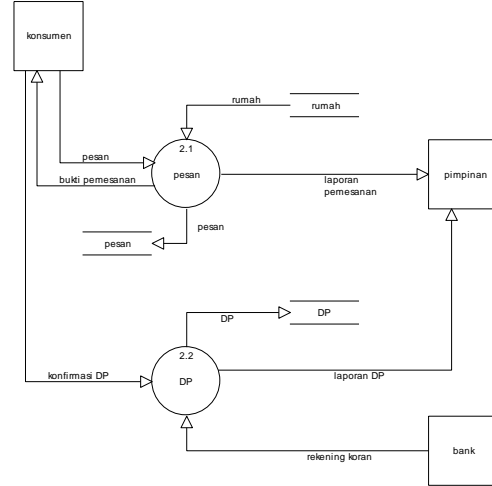 konsumen
rumah
rumah
2.1
pesan
pesan
bukti pemesanan
laporan
pemesanan
pimpinan
pesan
pesan
DP
DP
2.2
DP
konfirmasi DP
laporan DP
rekening koran
bank